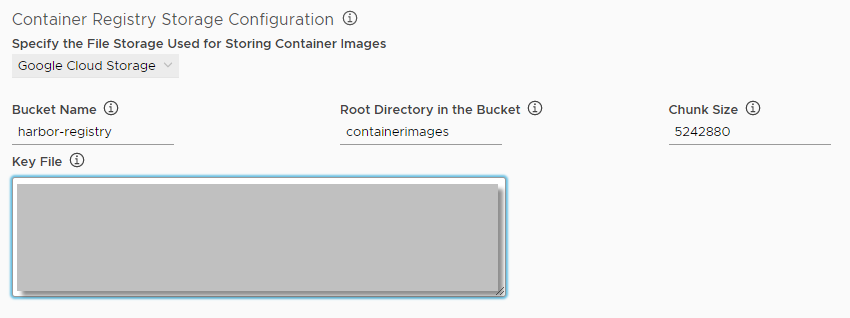 Container Registry Storage Configuration
Specify the File Storage Used for Storing Container Images
Google Cloud Storage
Bucket Name Root Directory in the Bucket Chunk Size
harbor-registry containerimages 5242880
Key File